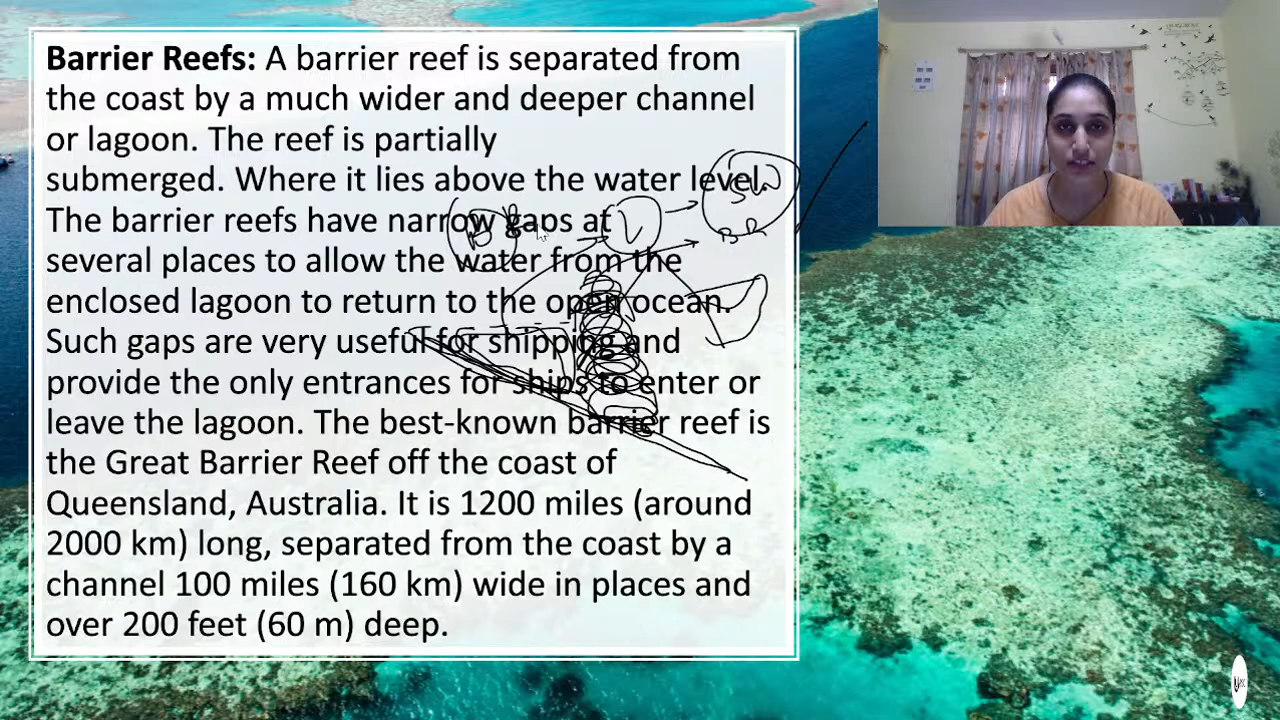 Barrier Reefs: A barrier reef is separated from
the coast by a much wider and deeper channel
or lagoon. The reef is partially
submerged. Where it lies above the water level.
The barrier reefs have narrow gaps at
several places to allow the water from the
enclosed lagoon to return to the open ocean.
Such gaps are very useful for shipping and
provide the only entrances for ships to enter or
leave the lagoon. The best-known barrier reef is
the Great Barrier Reef off the coast of
Queensland, Australia. It is 1200 miles (around
2000 km) long, separated from the coast by a
channel 100 miles (160 km) wide in places and
over 200 feet (60 m) deep.
BR
L